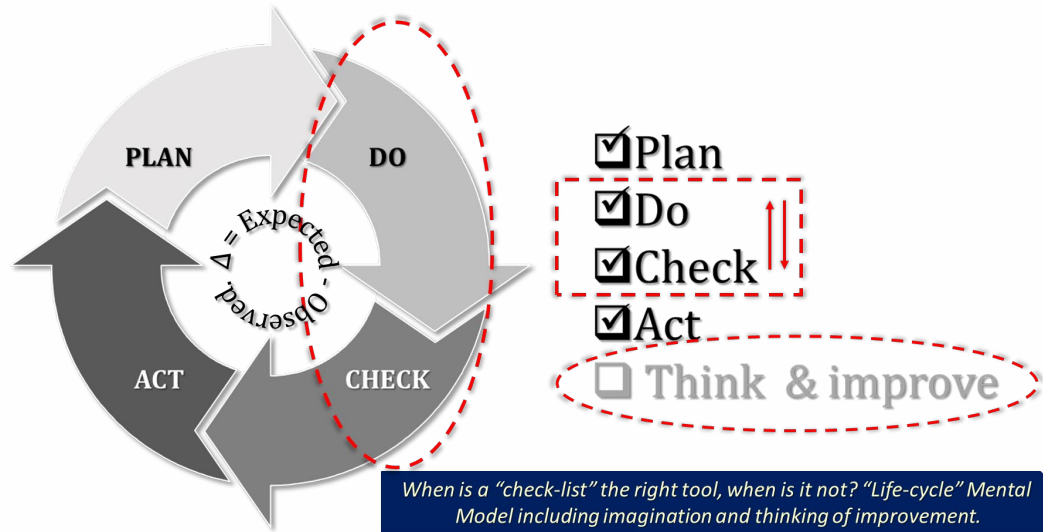 PLAN
DO
CHECK
ACT
Δ = Expected - Observed.
Plan
Do
Check
Act
Think & improve
When is a “check-list” the right tool, when is it not? “Life-cycle” Mental
Model including imagination and thinking of improvement.